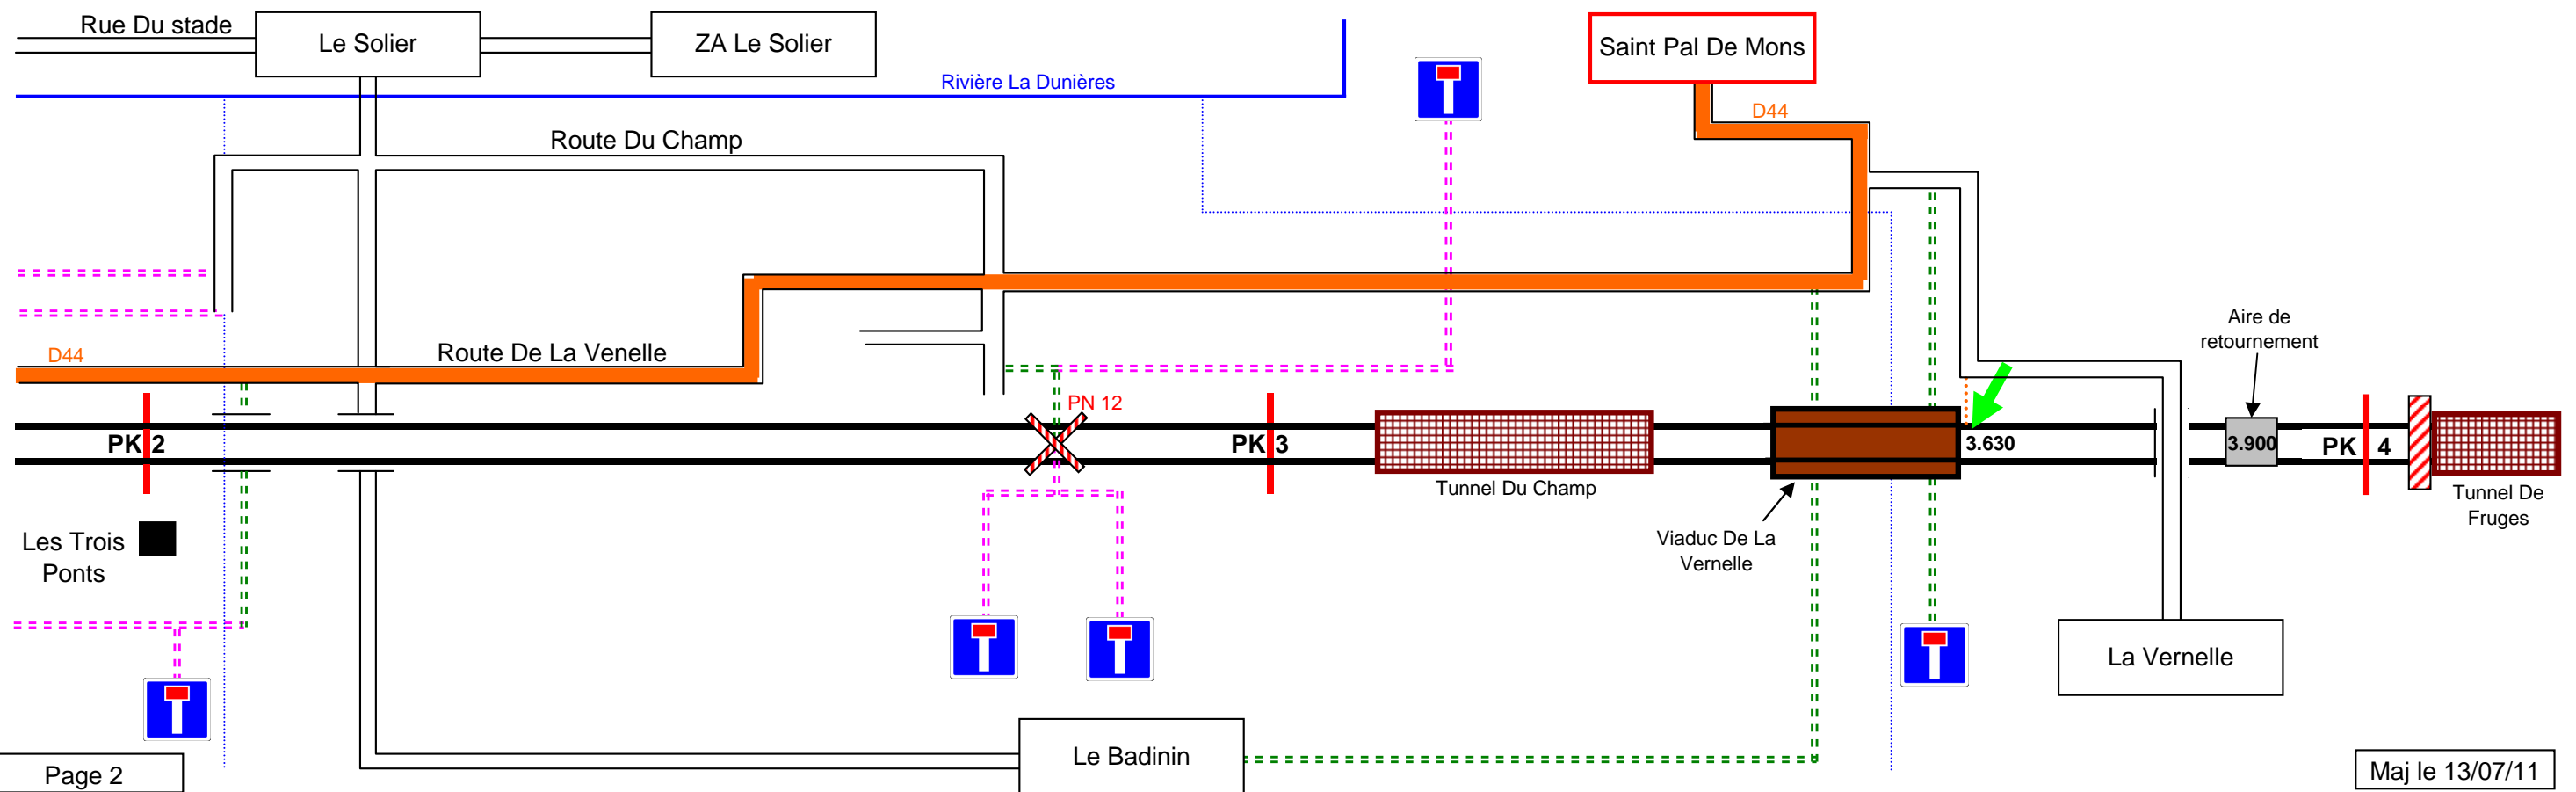 Rue Du stade
Le Solier
ZA Le Solier
Saint Pal De Mons
Rivière La Dunières
D44
Route Du Champ
Aire de
retournement
D44
Route De La Venelle
PN 12
PK 2
PK 3
3.630
3.900
PK 4
Tunnel Du Champ
Tunnel De
Fruges
Les Trois
Ponts
Viaduc De La
Vernelle
La Vernelle
Le Badinin
Page 2
Maj le 13/07/11